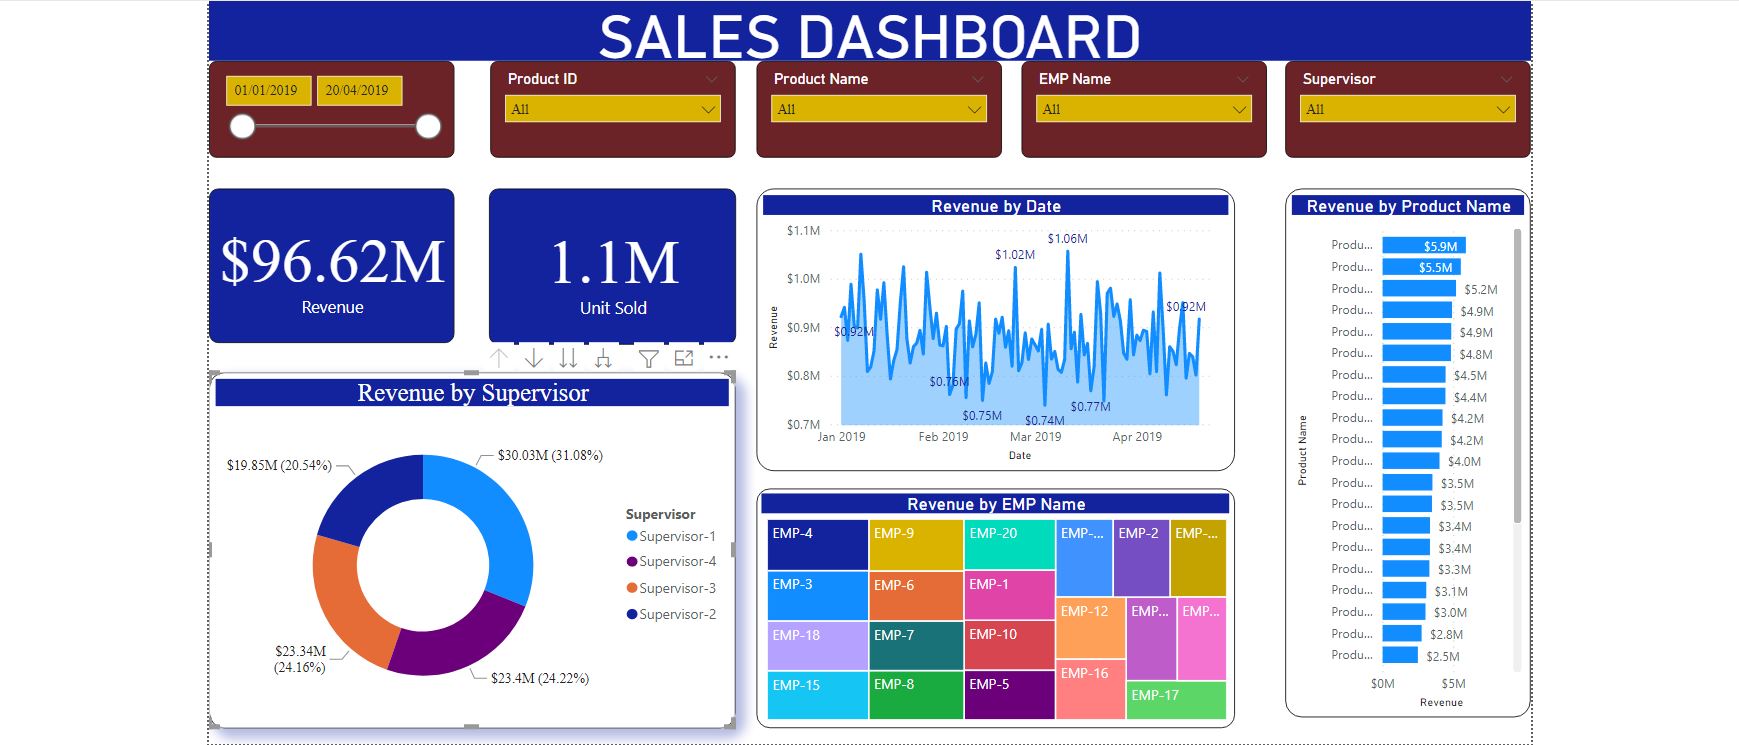 SALES DASHBOARD
01/01/2019 20/04/2019
Product ID
All
Product Name
All
EMP Name
All
Supervisor
All
$96.62M
Revenue
1.1M
Unit Sold
Revenue by Date
$1.1M
$1.0M
$0.9M
$0.8M
$0.7M
Revenue
$0.92M
$0.76M
$0.75M
$1.02M
$0.74M
$1.06M
$0.77M
$0.92M
Jan 2019 Feb 2019 Mar 2019 Apr 2019
Date
Revenue by Product Name
Product Name
Produ... $5.9M
Produ... $5.5M
Produ... $5.2M
Produ... $4.9M
Produ... $4.9M
Produ... $4.8M
Produ... $4.5M
Produ... $4.4M
Produ... $4.2M
Produ... $4.2M
Produ... $4.0M
Produ... $3.5M
Produ... $3.5M
Produ... $3.4M
Produ... $3.4M
Produ... $3.3M
Produ... $3.1M
Produ... $3.0M
Produ... $2.8M
Produ... $2.5M
$0M $5M
Revenue
Revenue by Supervisor
$19.85M (20.54%)
$30.03M (31.08%)
$23.34M
(24.16%)
$23.4M (24.22%)
Supervisor
Supervisor-1
Supervisor-4
Supervisor-3
Supervisor-2
Revenue by EMP Name
EMP-4 EMP-9 EMP-20 EMP-... EMP-2 EMP-...
EMP-3 EMP-6 EMP-1
EMP-12 EMP... EMP...
EMP-18 EMP-7 EMP-10
EMP-16
EMP-15 EMP-8 EMP-5
EMP-17